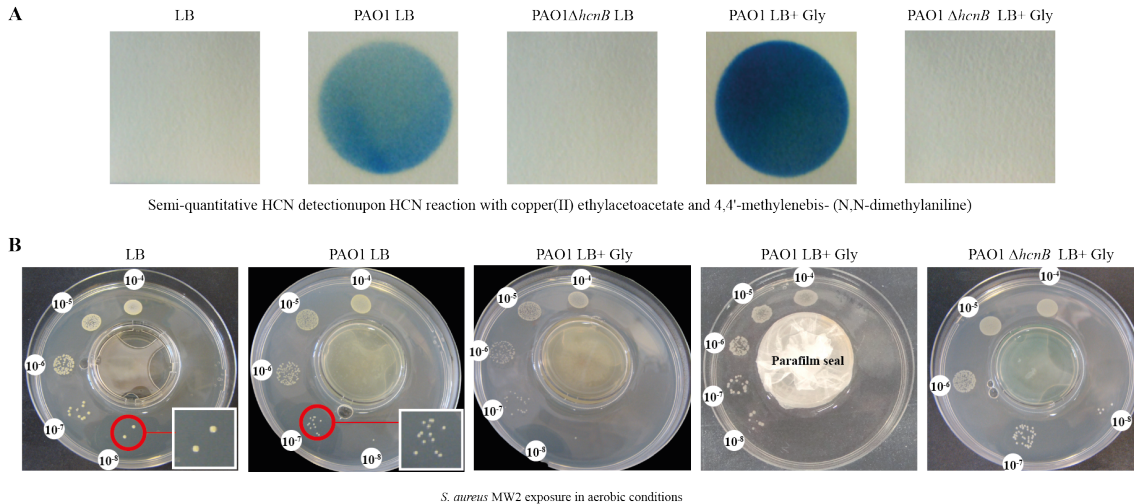 A
LB
PAO1 LB
PAO1ΔhcnB LB
PAO1 LB+ Gly
PAO1 ΔhcnB LB+ Gly
Semi-quantitative HCN detectionupon HCN reaction with copper(II) ethylacetoacetate and 4,4'-methylenebis- (N,N-dimethylaniline)
B
LB
PAO1 LB
PAO1 LB+ Gly
PAO1 LB+ Gly
PAO1 ΔhcnB LB+ Gly
10-4
10-5
10-6
10-7
10-8
10-4
10-5
10-6
10-7
10-8
10-4
10-5
10-6
10-7
10-8
10-4
10-5
10-6
10-7
10-8
Parafilm seal
10-4
10-5
10-6
10-7
10-8
S. aureus MW2 exposure in aerobic conditions